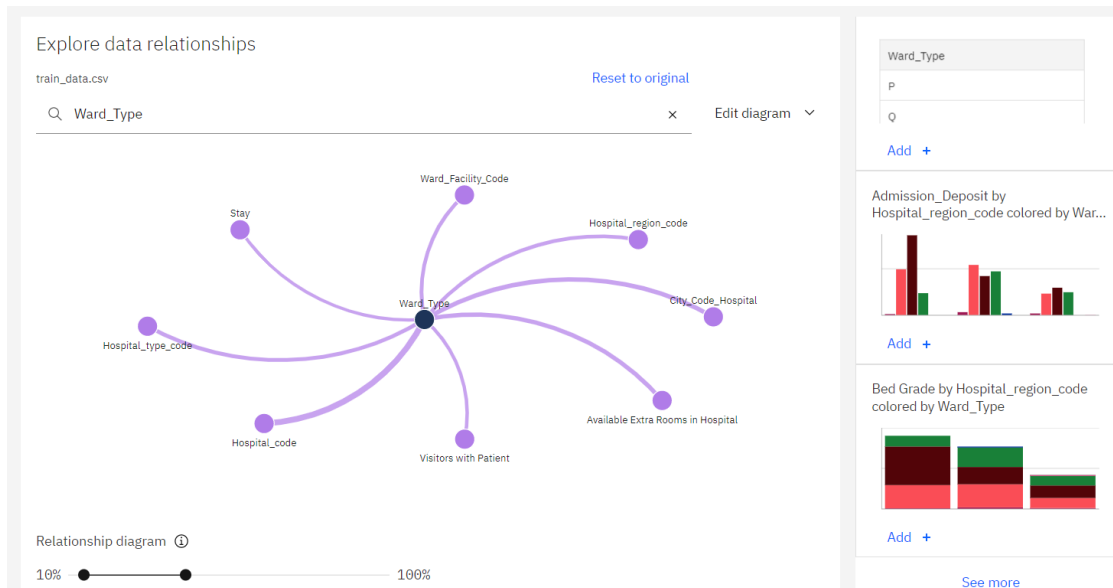 Explore data relationships
train_data.csv
Reset to original
Ward_Type
×
Edit diagram
Ward_Facility_Code
Stay
Hospital_region_code
Ward_Type
City_Code_Hospital
Hospital_type_code
Available Extra Rooms in Hospital
Hospital_code
Visitors with Patient
Relationship diagram
10%
100%
Ward_Type
P
Q
Add +
Admission_Deposit by
Hospital_region_code colored by War...
Add +
Bed Grade by Hospital_region_code
colored by Ward_Type
Add +
See more